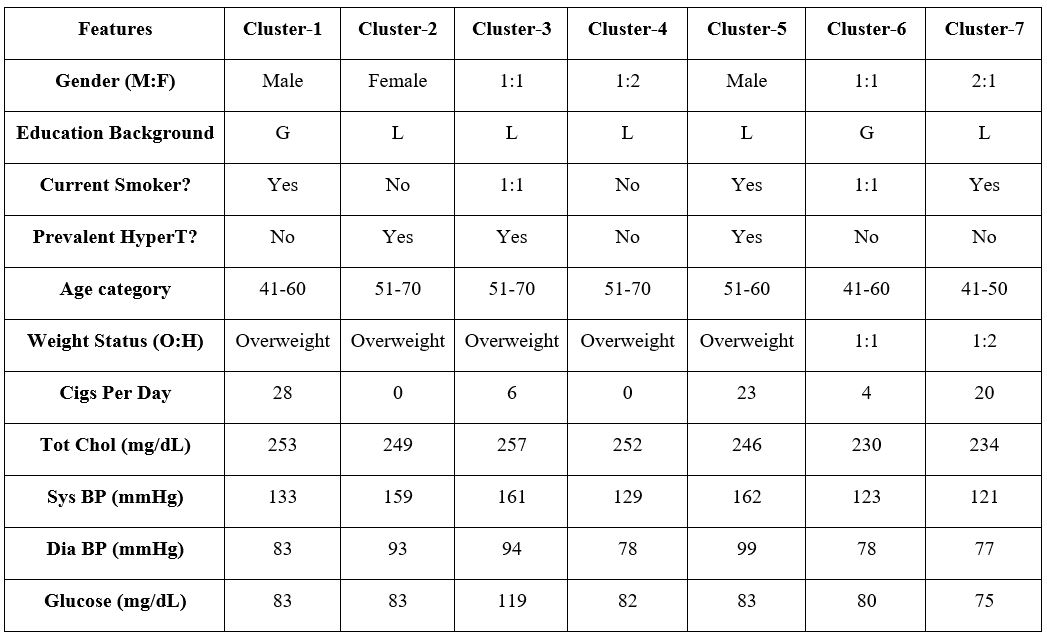 Features Cluster-1 Cluster-2 Cluster-3 Cluster-4 Cluster-5 Cluster-6 Cluster-7
Gender (M:F) Male Female 1:1 1:2 Male 1:1 2:1
Education Background G L L L L G L
Current Smoker? Yes No 1:1 No Yes 1:1 Yes
Prevalent HyperT? No Yes Yes No Yes No No
Age category 41-60 51-70 51-70 51-70 51-60 41-60 41-50
Weight Status (O:H) Overweight Overweight Overweight Overweight Overweight 1:1 1:2
Cigs Per Day 28 0 6 0 23 4 20
Tot Chol (mg/dL) 253 249 257 252 246 230 234
Sys BP (mmHg) 133 159 161 129 162 123 121
Dia BP (mmHg) 83 93 94 78 99 78 77
Glucose (mg/dL) 83 83 119 82 83 80 75